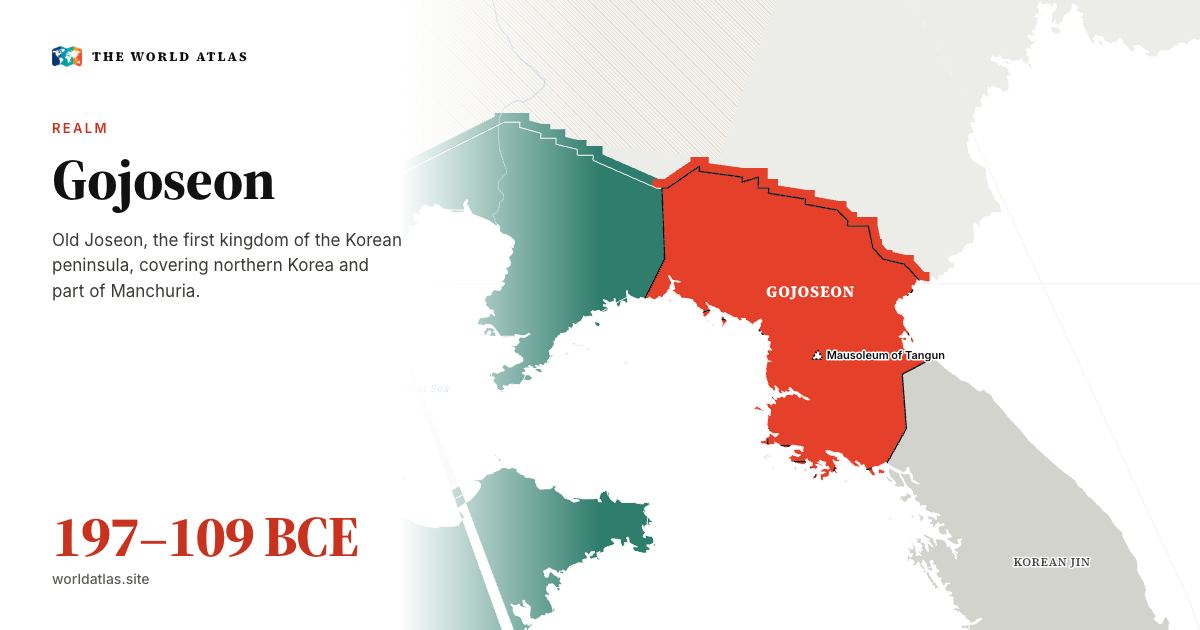 THE WORLD ATLAS
REALM
Gojoseon
Old Joseon, the first kingdom of the Korean
peninsula, covering northern Korea and
part of Manchuria.
197–109 BCE
worldatlas.site
GOJOSEON
Mausoleum of Tangun
Sea
KOREAN JIN